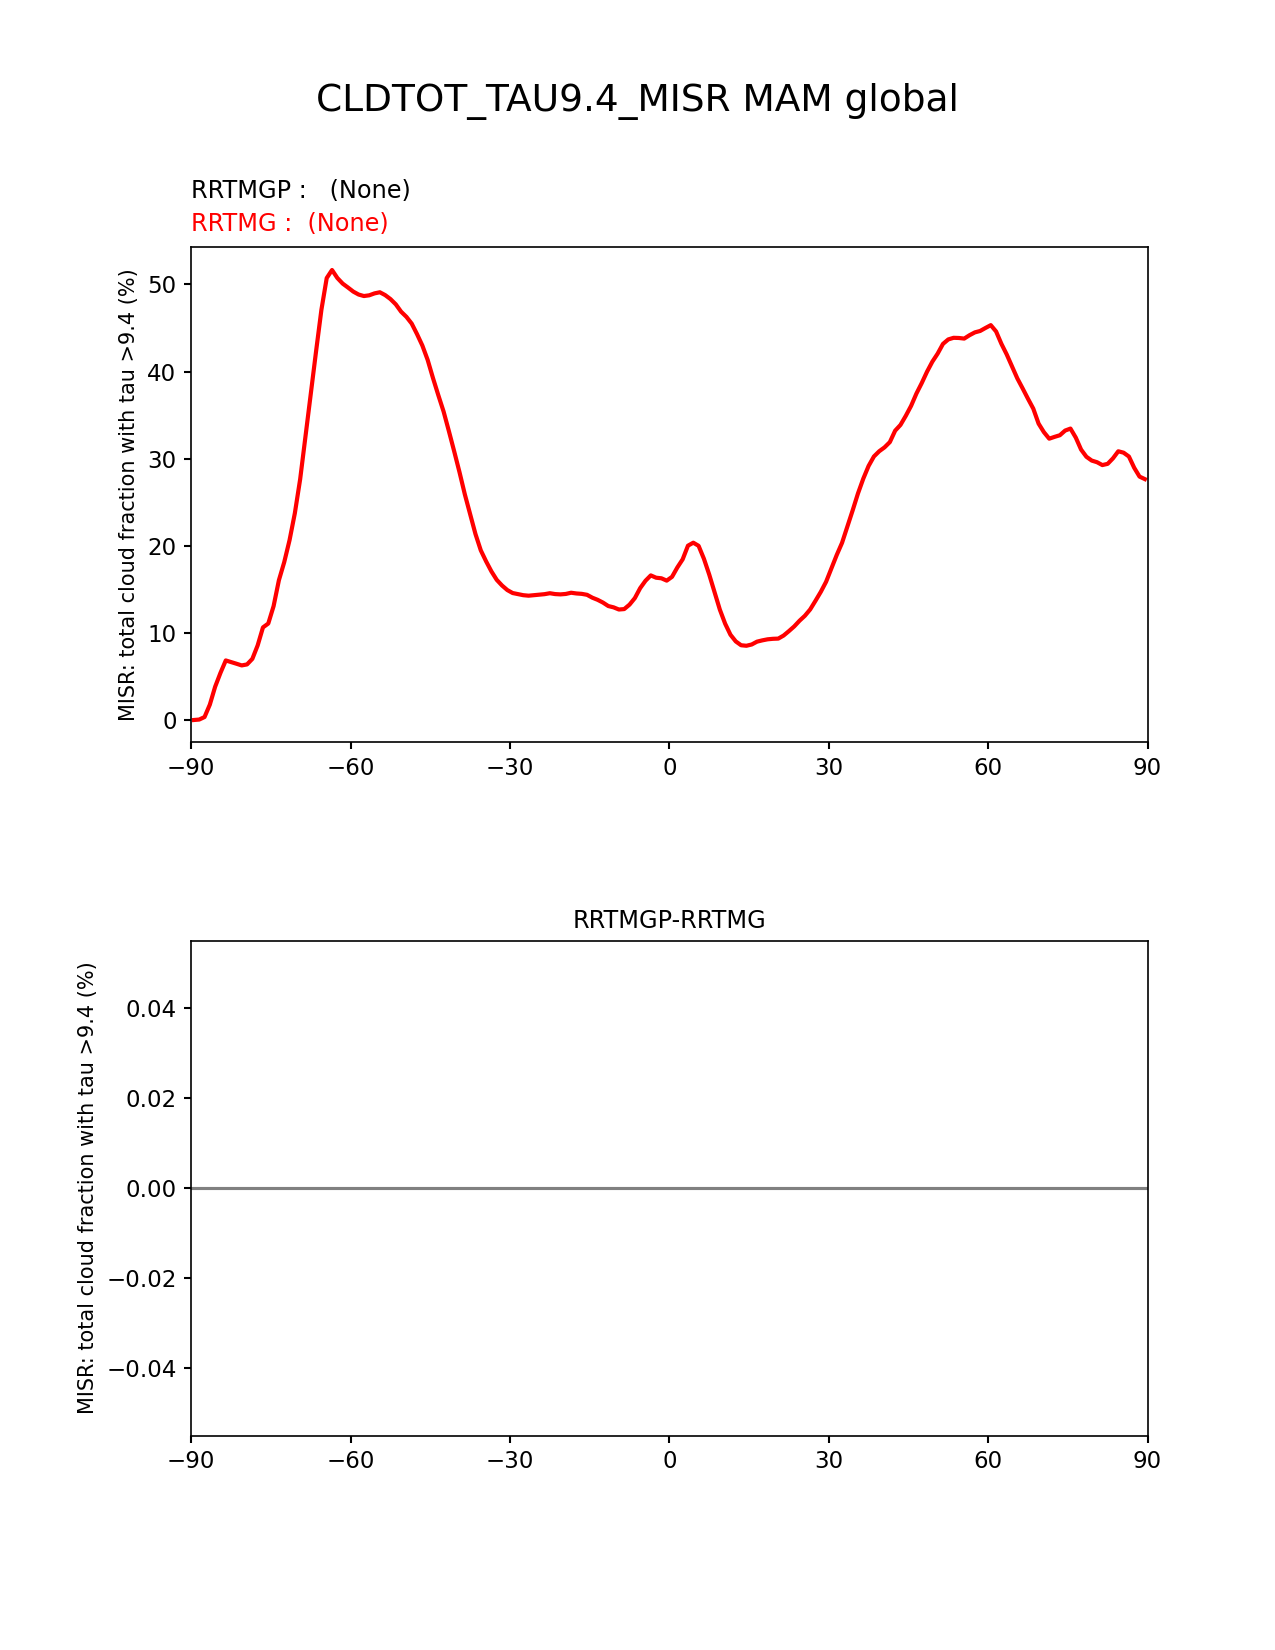 CLDTOT_TAU9.4_MISR MAM global
RRTMGP :   (None)
RRTMG :  (None)
MISR: total cloud fraction with tau >9.4 (%)
50
40
30
20
10
0
−90 −60 −30 0 30 60 90
RRTMGP-RRTMG
MISR: total cloud fraction with tau >9.4 (%)
0.04
0.02
0.00
−0.02
−0.04
−90 −60 −30 0 30 60 90